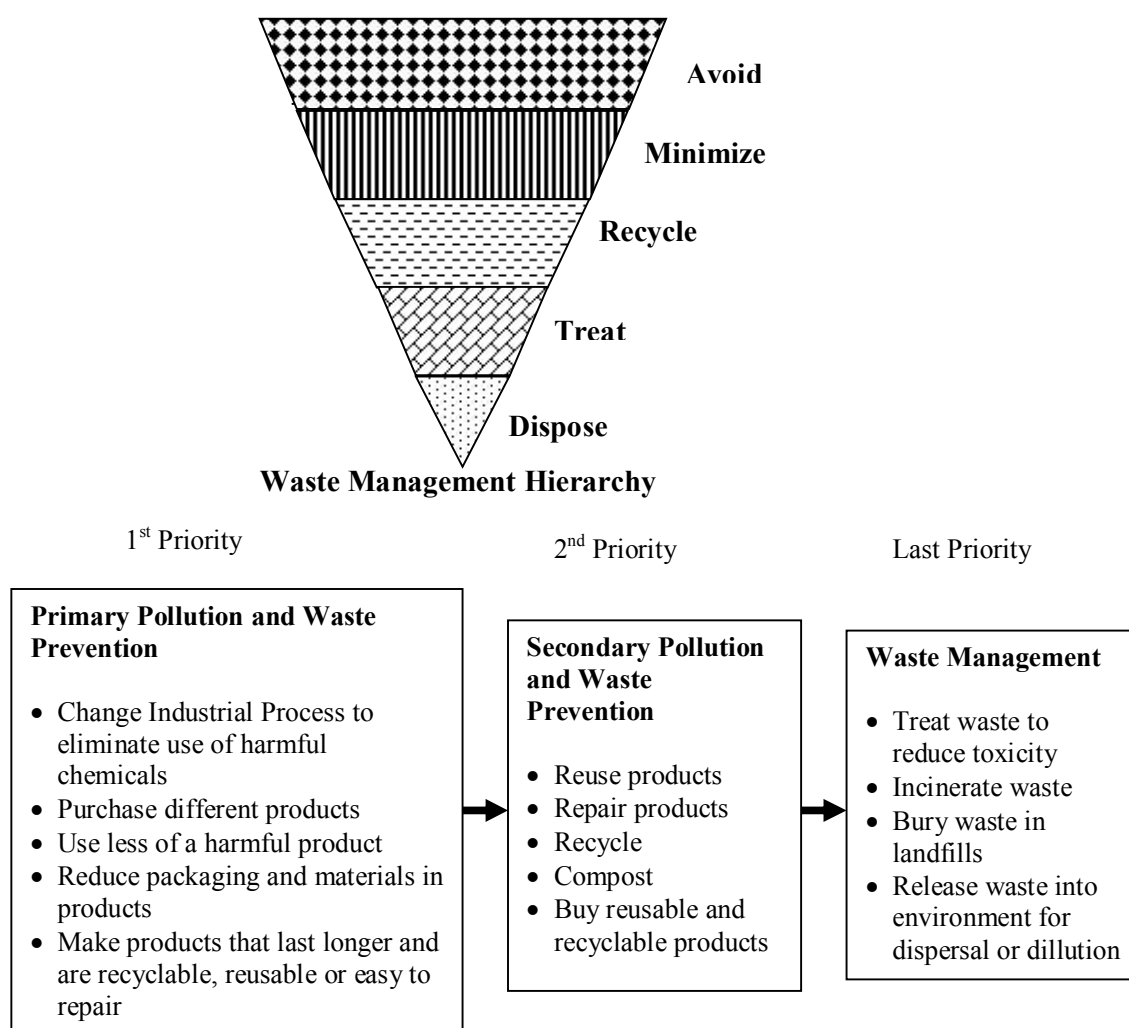 Avoid
Minimize
Recycle
Treat
Dispose
Waste Management Hierarchy
1st Priority
2nd Priority
Last Priority
Primary Pollution and Waste
Prevention
• Change Industrial Process to
eliminate use of harmful
chemicals
• Purchase different products
• Use less of a harmful product
• Reduce packaging and materials in
products
• Make products that last longer and
are recyclable, reusable or easy to
repair
Secondary Pollution
and Waste
Prevention
• Reuse products
• Repair products
• Recycle
• Compost
• Buy reusable and
recyclable products
Waste Management
• Treat waste to
reduce toxicity
• Incinerate waste
• Bury waste in
landfills
• Release waste into
environment for
dispersal or dillution